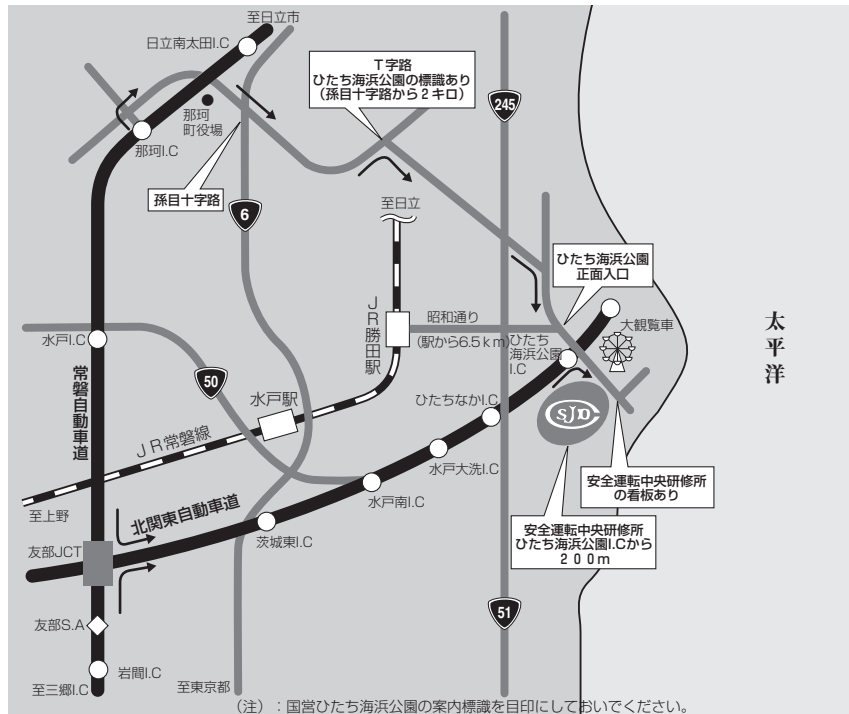 至日立市
日立南太田I.C
T字路
ひたち海浜公園の標識あり
(孫目十字路から2キロ)
245
那珂
町役場
那珂I.C
孫目十字路
6
至日立
ひたち海浜公園
正面入口
JR勝田駅
昭和通り
(駅から6.5km)
ひたち
海浜公園
I.C
大観覧車
太平洋
水戸I.C
50
常磐自動車道
水戸駅
JR常磐線
ひたちなかI.C
SJDC
水戸大洗I.C
水戸南I.C
安全運転中央研修所
の看板あり
至上野
北関東自動車道
茨城東I.C
安全運転中央研修所
ひたち海浜公園I.Cから
200m
友部JCT
51
友部S.A
岩間I.C
至三郷I.C
至東京都
(注):国営ひたち海浜公園の案内標識を目印にしておいでください。